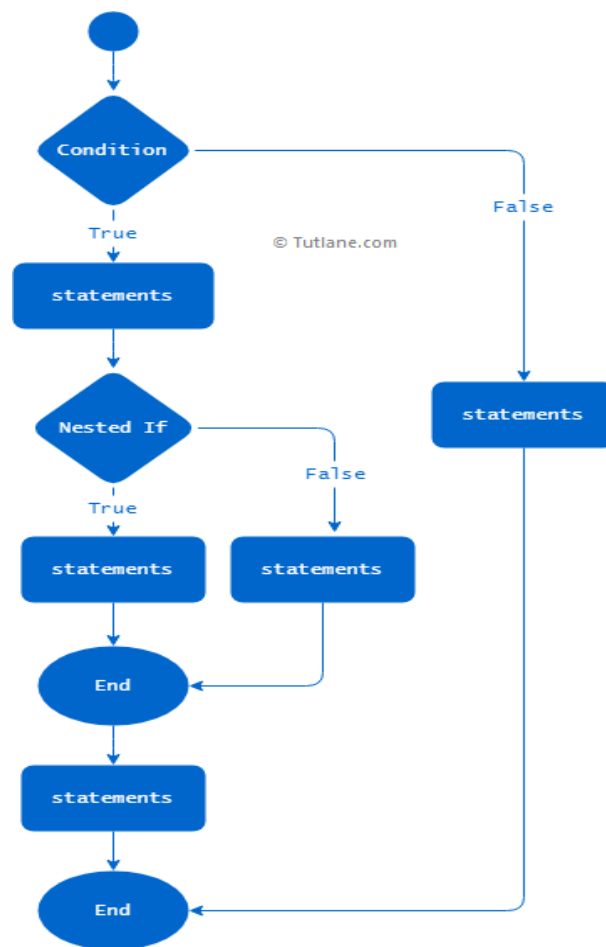 Condition
False
True
© Tutlane.com
statements
statements
Nested If
False
True
statements
statements
End
statements
End